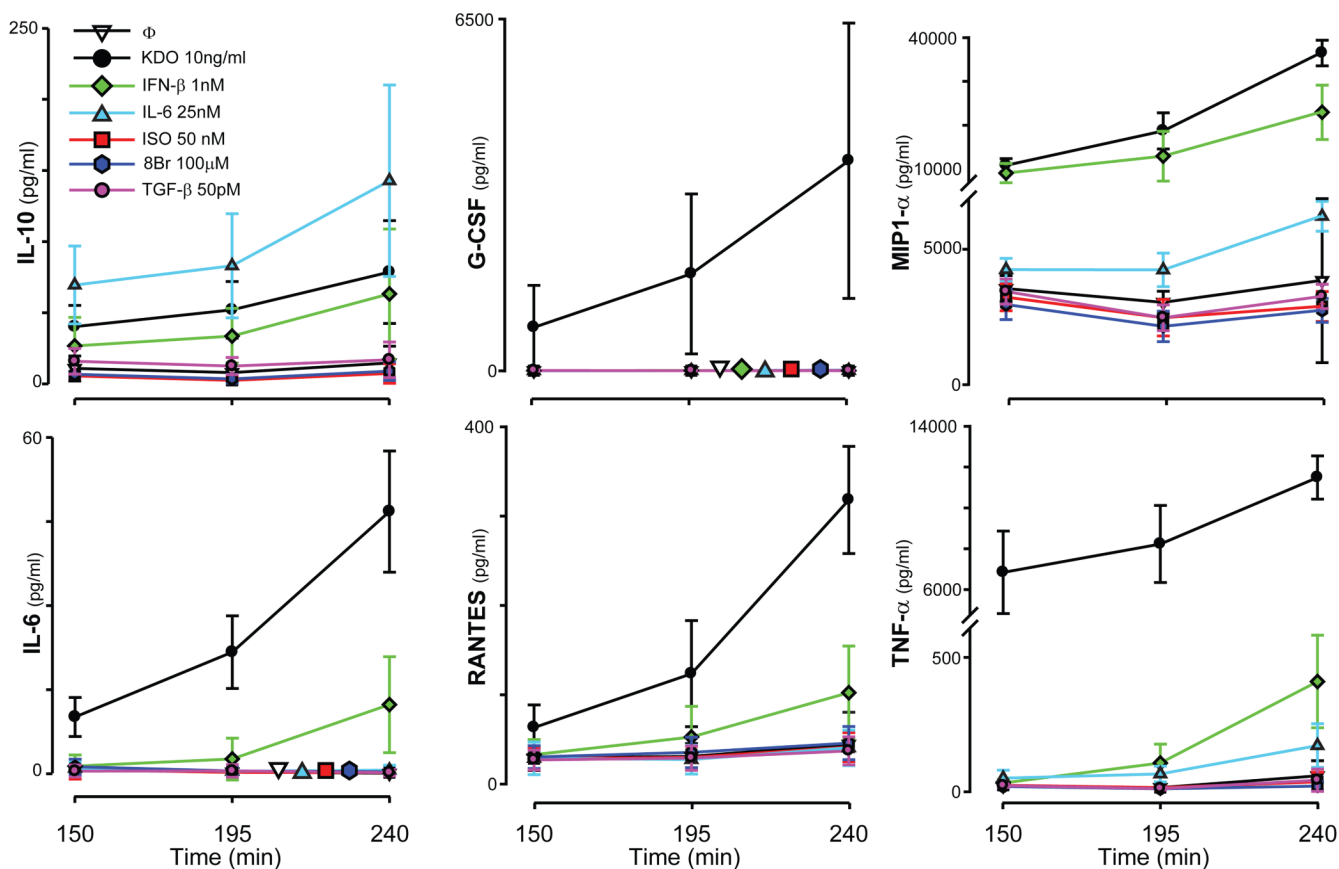 250
IL-10 (pg/ml)
0
Φ
KDO 10ng/ml
IFN-β 1nM
IL-6 25nM
ISO 50 nM
8Br 100μM
TGF-β 50pM
6500
G-CSF (pg/ml)
0
40000
10000
MIP1-α (pg/ml)
5000
0
60
IL-6 (pg/ml)
0
150 195 240
Time (min)
400
RANTES (pg/ml)
0
150 195 240
Time (min)
14000
6000
TNF-α (pg/ml)
500
0
150 195 240
Time (min)